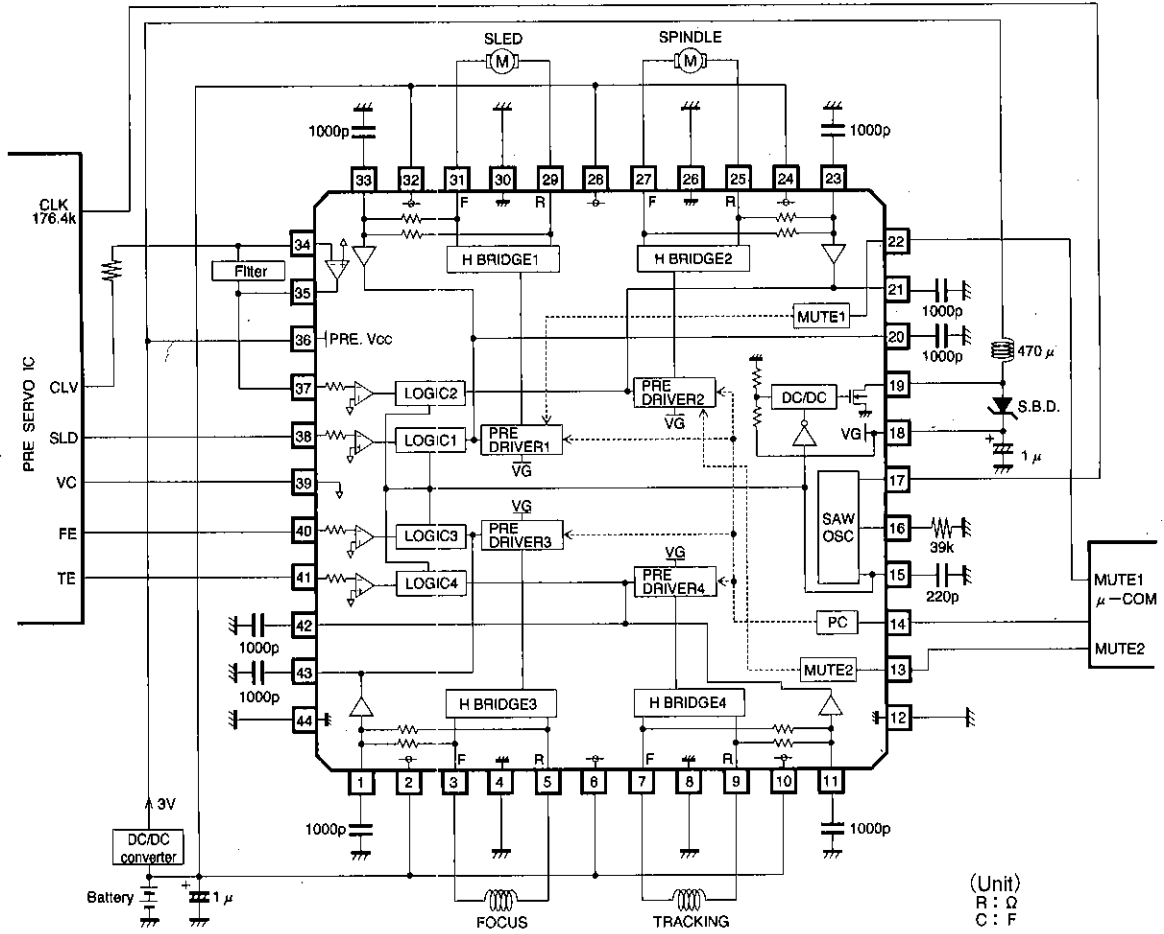 SLED
SPINDLE
M
M
1000p
1000p
33
32
31
30
29
28
27
26
25
24
23
F
R
F
R
CLK
176.4k
34
Filter
35
36
PRE. Vcc
CLV
37
SLD
38
VC
39
FE
40
TE
41
42
43
44
PRE SERVO IC
1000p
1000p
H BRIDGE1
H BRIDGE2
MUTE1
LOGIC2
LOGIC1
LOGIC3
LOGIC4
PRE
DRIVER2
VG
PRE
DRIVER1
VG
VG
PRE
DRIVER3
VG
PRE
DRIVER4
DC/DC
VG
SAW
OSC
PC
MUTE2
H BRIDGE3
H BRIDGE4
22
21
1000p
20
1000p
19
470 μ
S.B.D.
18
+
1 μ
17
16
39k
15
220p
14
13
12
MUTE1
μ-COM
MUTE2
F
R
F
R
1
2
3
4
5
6
7
8
9
10
11
3V
DC/DC
converter
1000p
1000p
Battery
+
1 μ
FOCUS
TRACKING
(Unit)
R : Ω
C : F